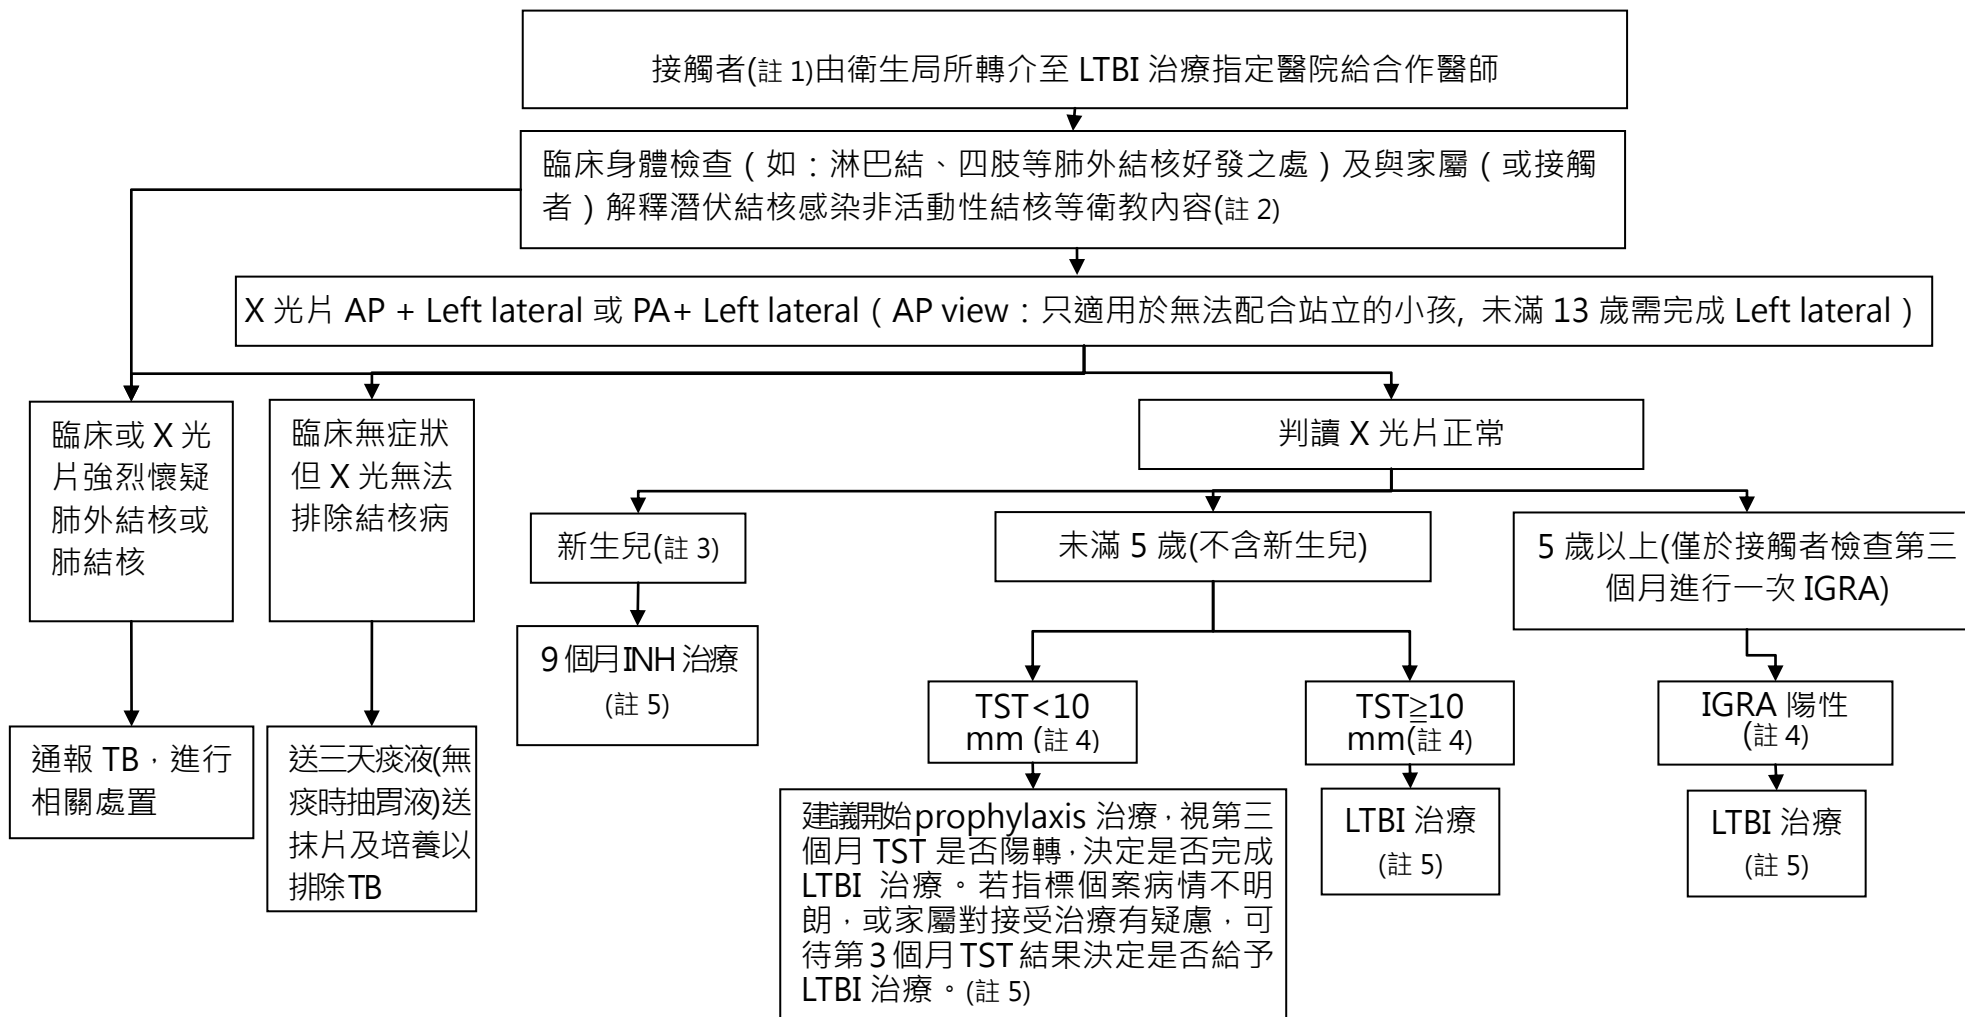 接觸者(註 1)由衛生局所轉介至 LTBI 治療指定醫院給合作醫師
臨床身體檢查（如：淋巴結、四肢等肺外結核好發之處）及與家屬（或接觸
者）解釋潛伏結核感染非活動性結核等衛教內容(註 2)
X 光片 AP + Left lateral 或 PA+ Left lateral（AP view：只適用於無法配合站立的小孩, 未滿 13 歲需完成 Left lateral）
臨床或 X 光
片強烈懷疑
肺外結核或
肺結核
臨床無症狀
但 X 光無法
排除結核病
判讀 X 光片正常
新生兒(註 3)
未滿 5 歲(不含新生兒)
5 歲以上(僅於接觸者檢查第三
個月進行一次 IGRA)
9 個月 INH 治療
(註 5)
TST<10
mm (註 4)
TST≧10
mm(註 4)
IGRA 陽性
(註 4)
通報 TB，進行
相關處置
送三天痰液(無
痰時抽胃液)送
抹片及培養以
排除 TB
建議開始 prophylaxis 治療，視第三
個月 TST 是否陽轉，決定是否完成
LTBI 治療。若指標個案病情不明
朗，或家屬對接受治療有疑慮，可
待第 3 個月 TST 結果決定是否給予
LTBI 治療。(註 5)
LTBI 治療
(註 5)
LTBI 治療
(註 5)